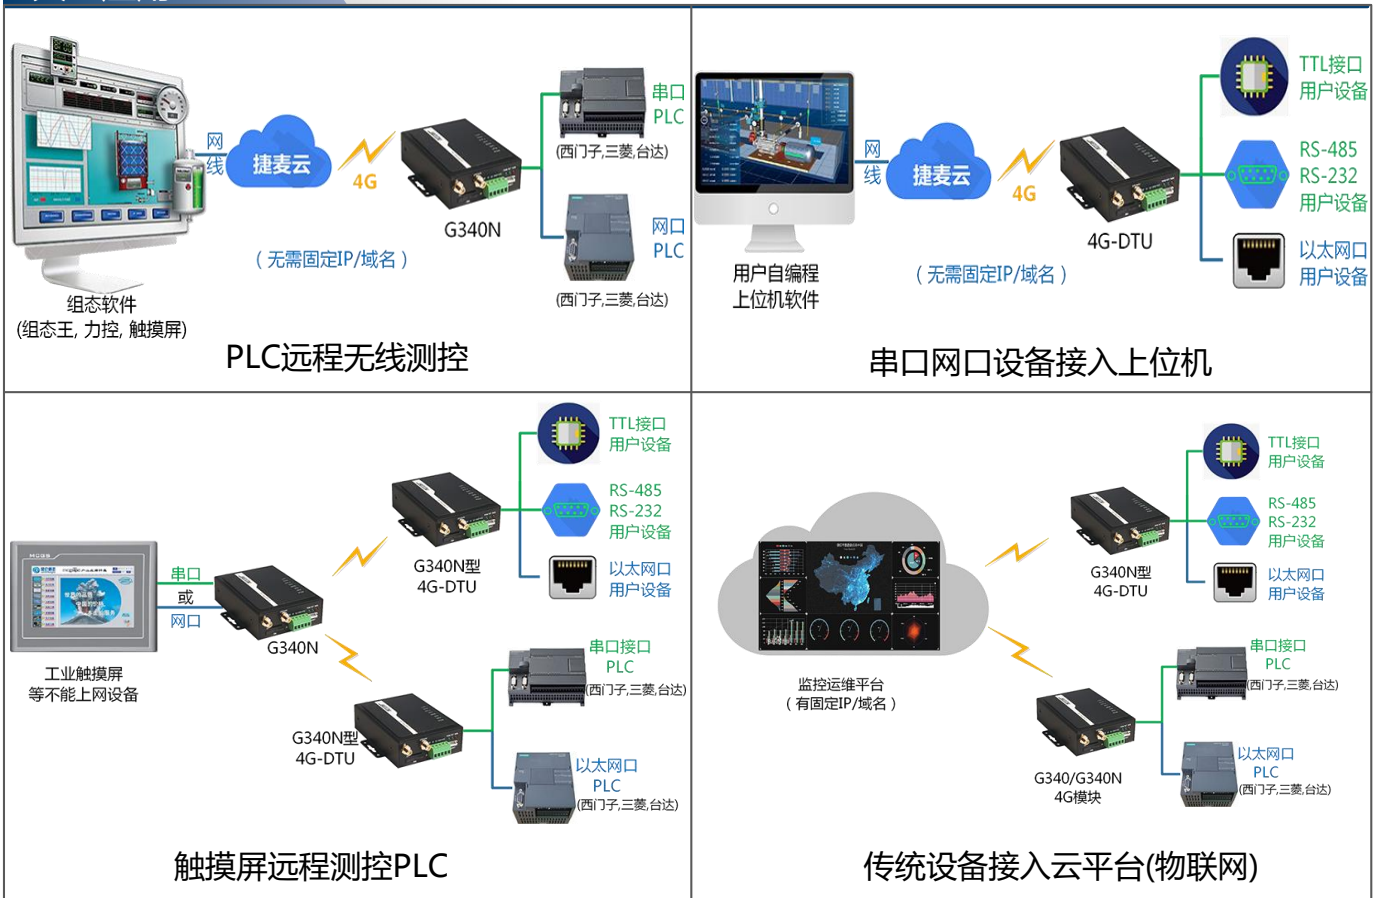 网
线
捷麦云
4G
G340N
串口
PLC
(西门子,三菱,台达)
网口
PLC
(西门子,三菱,台达)
（无需固定IP/域名）
组态软件
(组态王, 力控, 触摸屏)
PLC远程无线测控
网
线
捷麦云
4G
4G-DTU
TTL接口
用户设备
RS-485
RS-232
用户设备
以太网口
用户设备
（无需固定IP/域名）
用户自编程
上位机软件
串口网口设备接入上位机
串口
或
网口
G340N
工业触摸屏
等不能上网设备
G340N型
4G-DTU
TTL接口
用户设备
RS-485
RS-232
用户设备
以太网口
用户设备
G340N型
4G-DTU
串口接口
PLC
(西门子,三菱,台达)
以太网口
PLC
(西门子,三菱,台达)
触摸屏远程测控PLC
监控运维平台
（有固定IP/域名）
G340N型
4G-DTU
TTL接口
用户设备
RS-485
RS-232
用户设备
以太网口
用户设备
G340/G340N
4G模块
串口接口
PLC
(西门子,三菱,台达)
以太网口
PLC
(西门子,三菱,台达)
传统设备接入云平台(物联网)